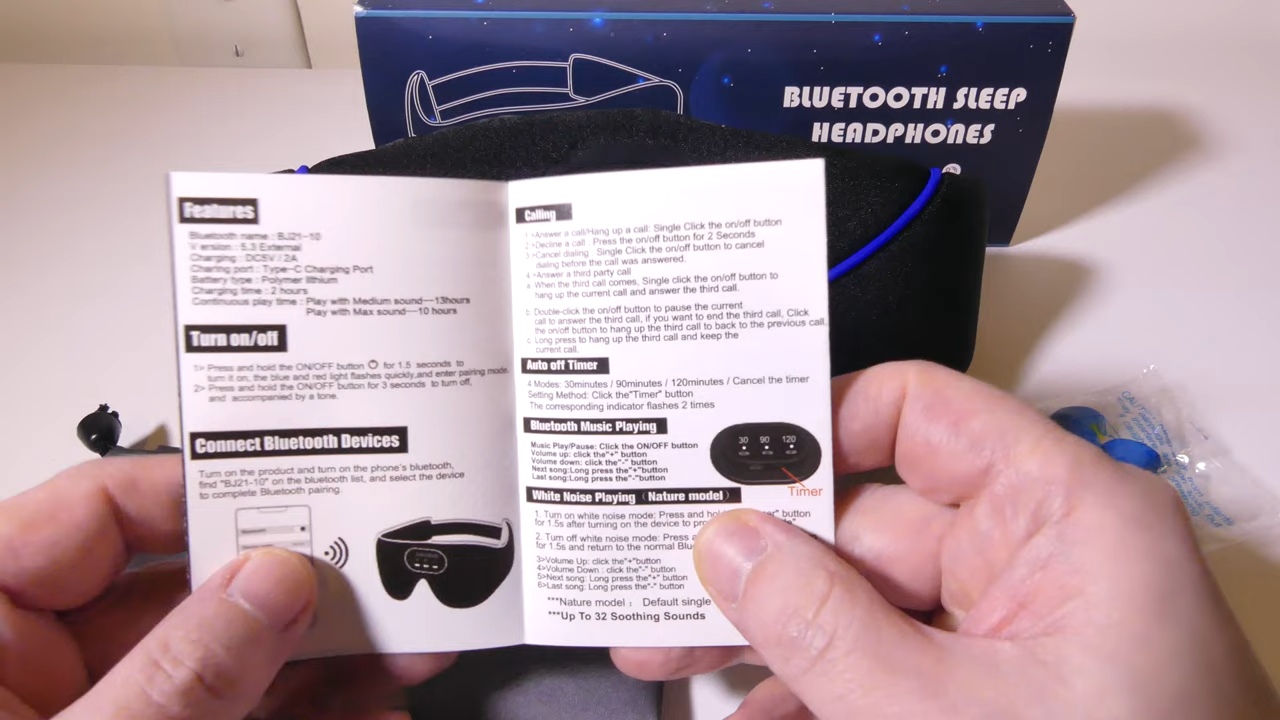 BLUETOOTH SLEEP
HEADPHONES
Features
Bluetooth name : BJ21-10
Version : 5.3 External
Charging : DC5V / 2A
Charing port : Type-C Charging Port
Battery type : Polymer lithium
Charging time : 2 hours
Continuous play time : Play with Medium sound---13hours
Play with Max sound---10 hours
Turn on/off
1> Press and hold the ON/OFF button for 1.5 seconds to
turn it on, the blue and red light flashes quickly,and enter pairing mode.
2> Press and hold the ON/OFF button for 3 seconds to turn off,
and accompanied by a tone.
Connect Bluetooth Devices
Turn on the product and turn on the phone's bluetooth,
find "BJ21-10" on the bluetooth list, and select the device
to complete Bluetooth pairing.
Calling
1 >Answer a call/Hang up a call: Single Click the on/off button
2 >Decline a call : Press the on/off button for 2 Seconds
3 >Cancel dialing : Single Click the on/off button to cancel
dialing before the call was answered.
4 >Answer a third party call
a. When the third call comes, Single click the on/off button to
hang up the current call and answer the third call.
b. Double-click the on/off button to pause the current
call to answer the third call, if you want to end the third call, Click
the on/off button to hang up the third call to back to the previous call.
c. Long press to hang up the third call and keep the
current call.
Auto off Timer
4 Modes: 30minutes / 90minutes / 120minutes / Cancel the timer
Setting Method: Click the"Timer" button
The corresponding indicator flashes 2 times
Bluetooth Music Playing
Music Play/Pause: Click the ON/OFF button
Volume up: click the"+" button
Volume down: click the"-" button
Next song:Long press the"+"button
Last song:Long press the"-"button
30 90 120
Timer
White Noise Playing (Nature model)
1. Turn on white noise mode: Press and button
for 1.5s after turning on the device to
2. Turn off white noise mode: Press
for 1.5s and return to the normal
3>Volume Up: click the"+"button
4>Volume Down : click the"-" button
5>Next song: Long press the"+" button
6>Last song: Long press the"-" button
***Nature model : Default single
***Up To 32 Soothing Sounds